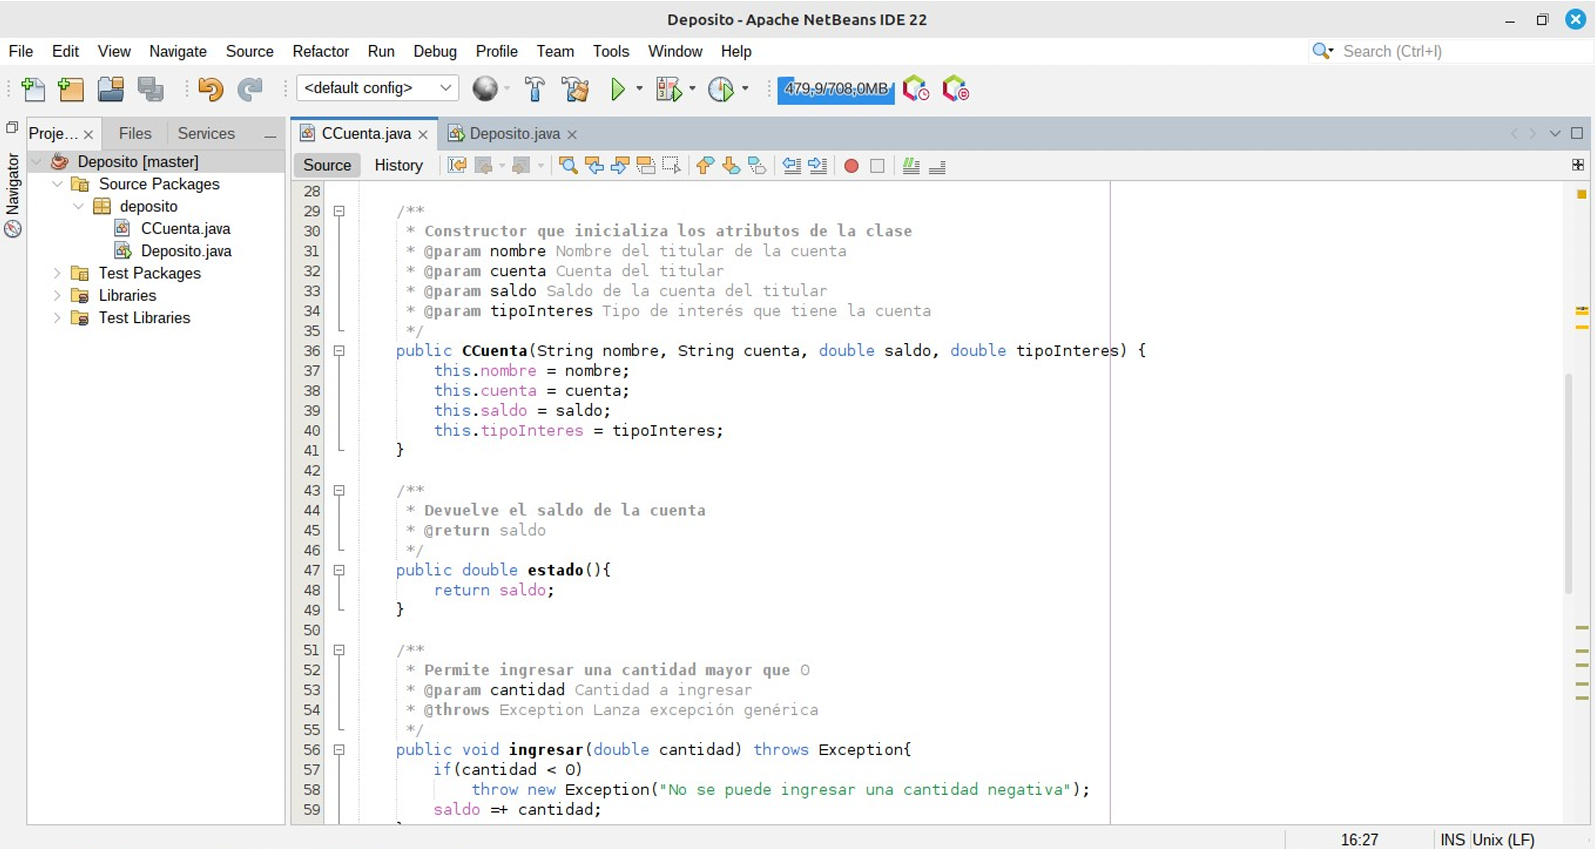 Deposito - Apache NetBeans IDE 22
File Edit View Navigate Source Refactor Run Debug Profile Team Tools Window Help
Search (Ctrl+I)
<default config>
479,9/708,0MB
Proje... Files Services
CCuenta.java Deposito.java
Navigator
Source History
Deposito [master]
Source Packages
deposito
CCuenta.java
Deposito.java
Test Packages
Libraries
Test Libraries
28
29 /**
30 * Constructor que inicializa los atributos de la clase
31 * @param nombre Nombre del titular de la cuenta
32 * @param cuenta Cuenta del titular
33 * @param saldo Saldo de la cuenta del titular
34 * @param tipoInteres Tipo de interés que tiene la cuenta
35 */
36 public CCuenta(String nombre, String cuenta, double saldo, double tipoInteres) {
37 this.nombre = nombre;
38 this.cuenta = cuenta;
39 this.saldo = saldo;
40 this.tipoInteres = tipoInteres;
41 }
42
43 /**
44 * Devuelve el saldo de la cuenta
45 * @return saldo
46 */
47 public double estado(){
48 return saldo;
49 }
50
51 /**
52 * Permite ingresar una cantidad mayor que 0
53 * @param cantidad Cantidad a ingresar
54 * @throws Exception Lanza excepción genérica
55 */
56 public void ingresar(double cantidad) throws Exception{
57 if(cantidad < 0)
58 throw new Exception("No se puede ingresar una cantidad negativa");
59 saldo =+ cantidad;
16:27 INS Unix (LF)